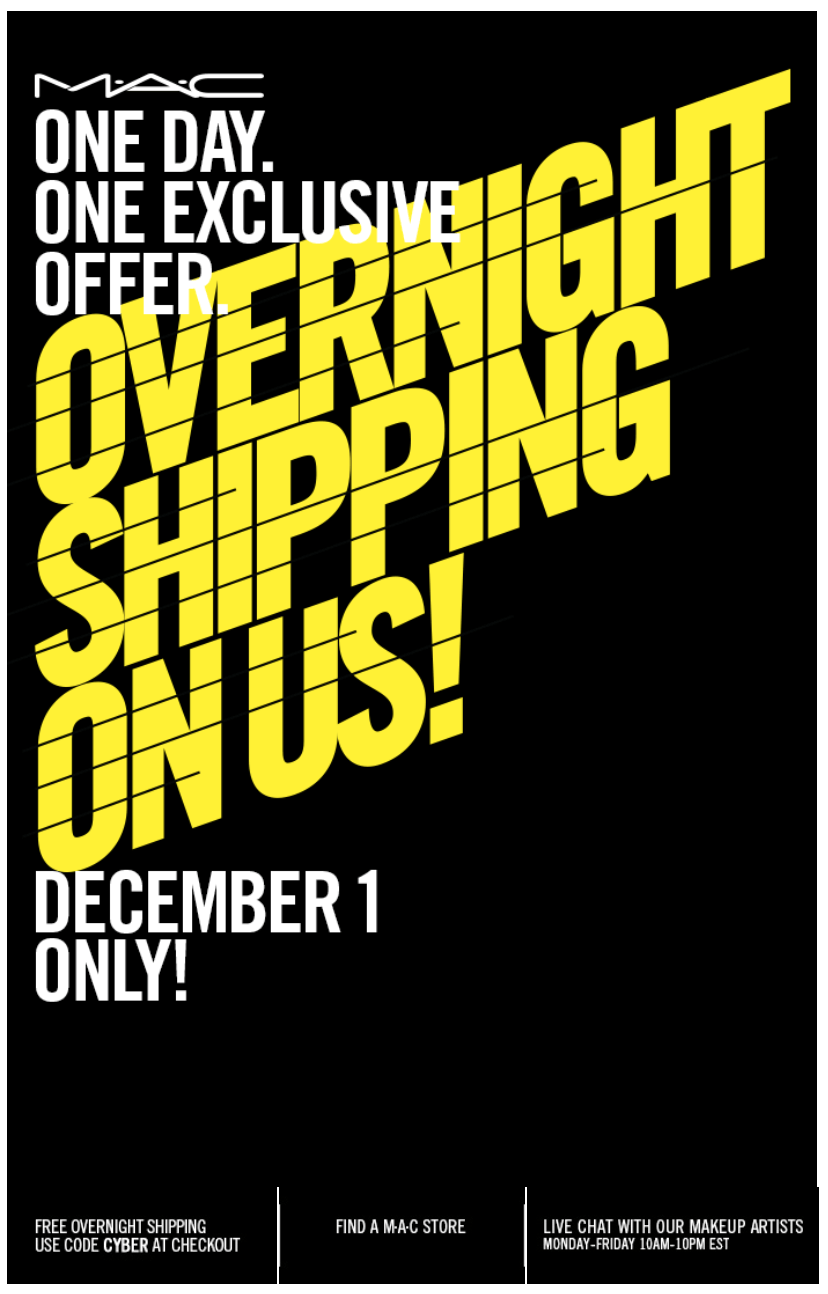 M·A·C
ONE DAY.
ONE EXCLUSIVE
OFFER.
OVERNIGHT
SHIPPING
ON US!
DECEMBER 1
ONLY!
FREE OVERNIGHT SHIPPING
USE CODE CYBER AT CHECKOUT
FIND A M·A·C STORE
LIVE CHAT WITH OUR MAKEUP ARTISTS
MONDAY-FRIDAY 10AM-10PM EST